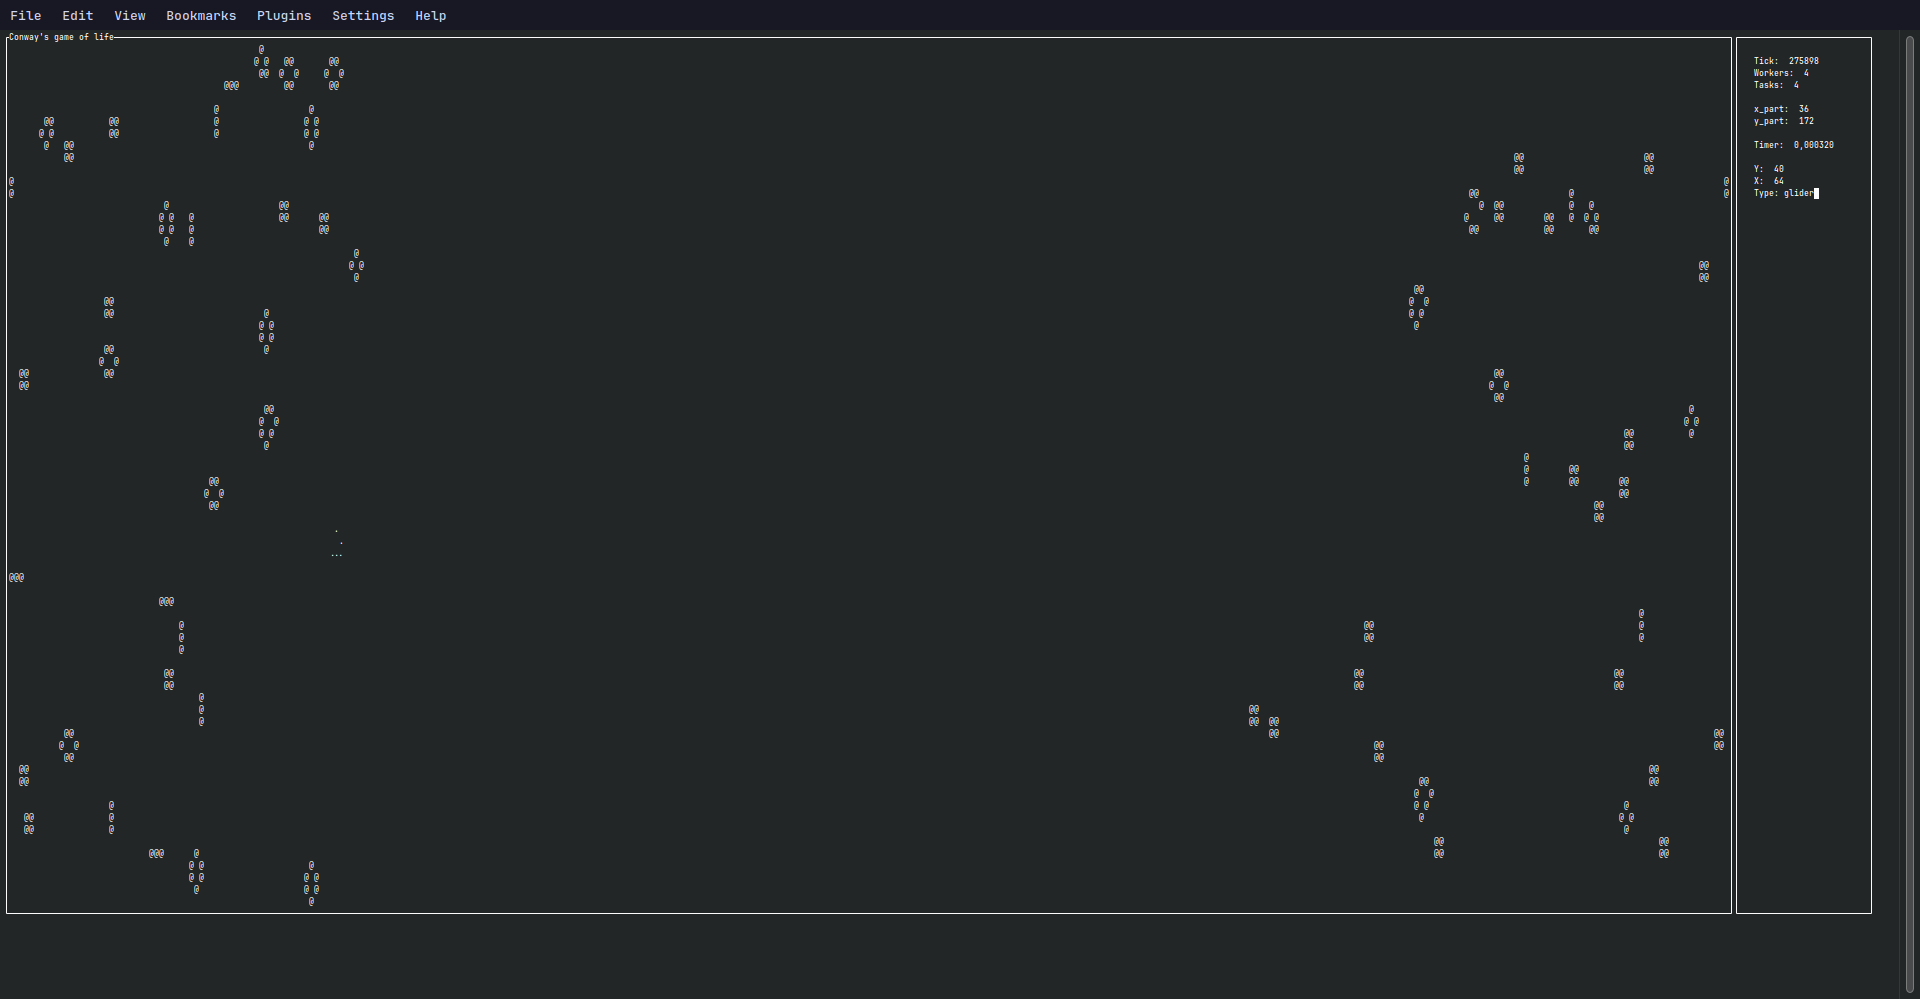 File Edit View Bookmarks Plugins Settings Help
Conway's game of life
Tick: 275898
Workers: 4
Tasks: 4
x_part: 36
y_part: 172
Timer: 0,000320
Y: 40
X: 64
Type: glider